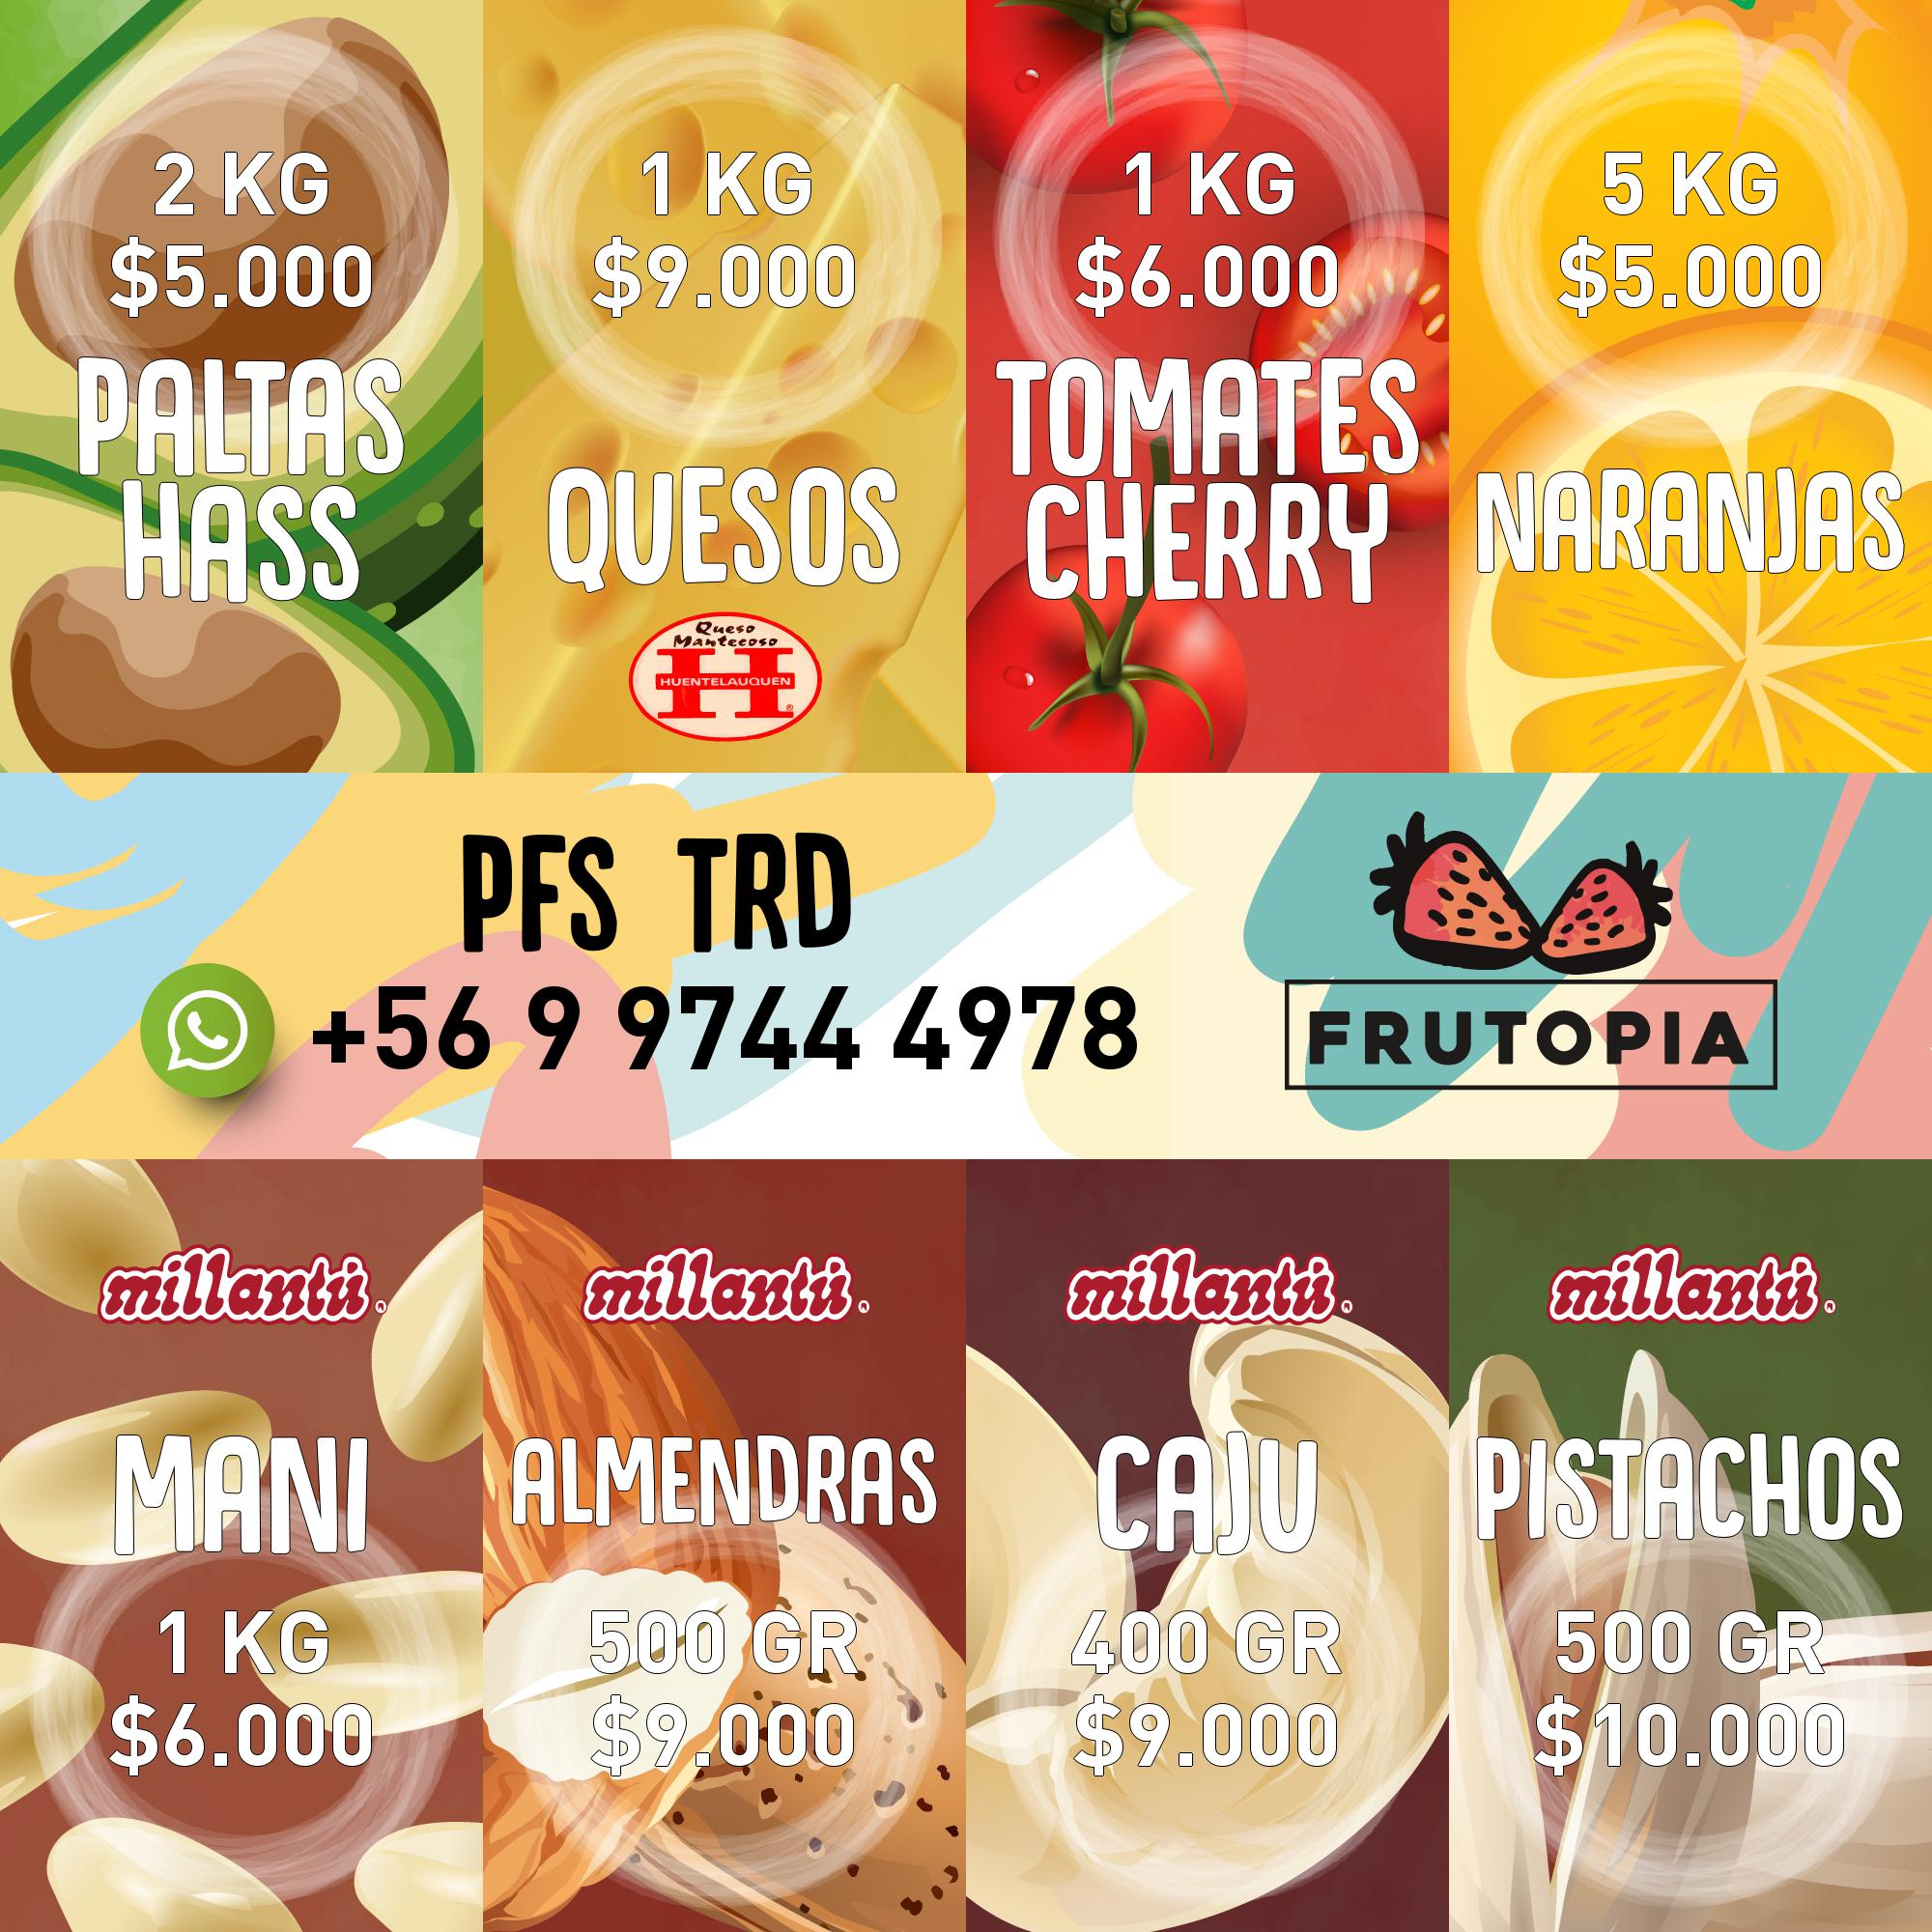 2 KG
$5.000
PALTAS
HASS
1 KG
$9.000
QUESOS
Queso
Mantecoso
H
HUENTELAUQUEN
®
1 KG
$6.000
TOMATES
CHERRY
5 KG
$5.000
NARANJAS
PFS TRD
+56 9 9744 4978
FRUTOPIA
millantú®
MANI
1 KG
$6.000
millantú®
ALMENDRAS
500 GR
$9.000
millantú®
CAJU
400 GR
$9.000
millantú®
PISTACHOS
500 GR
$10.000